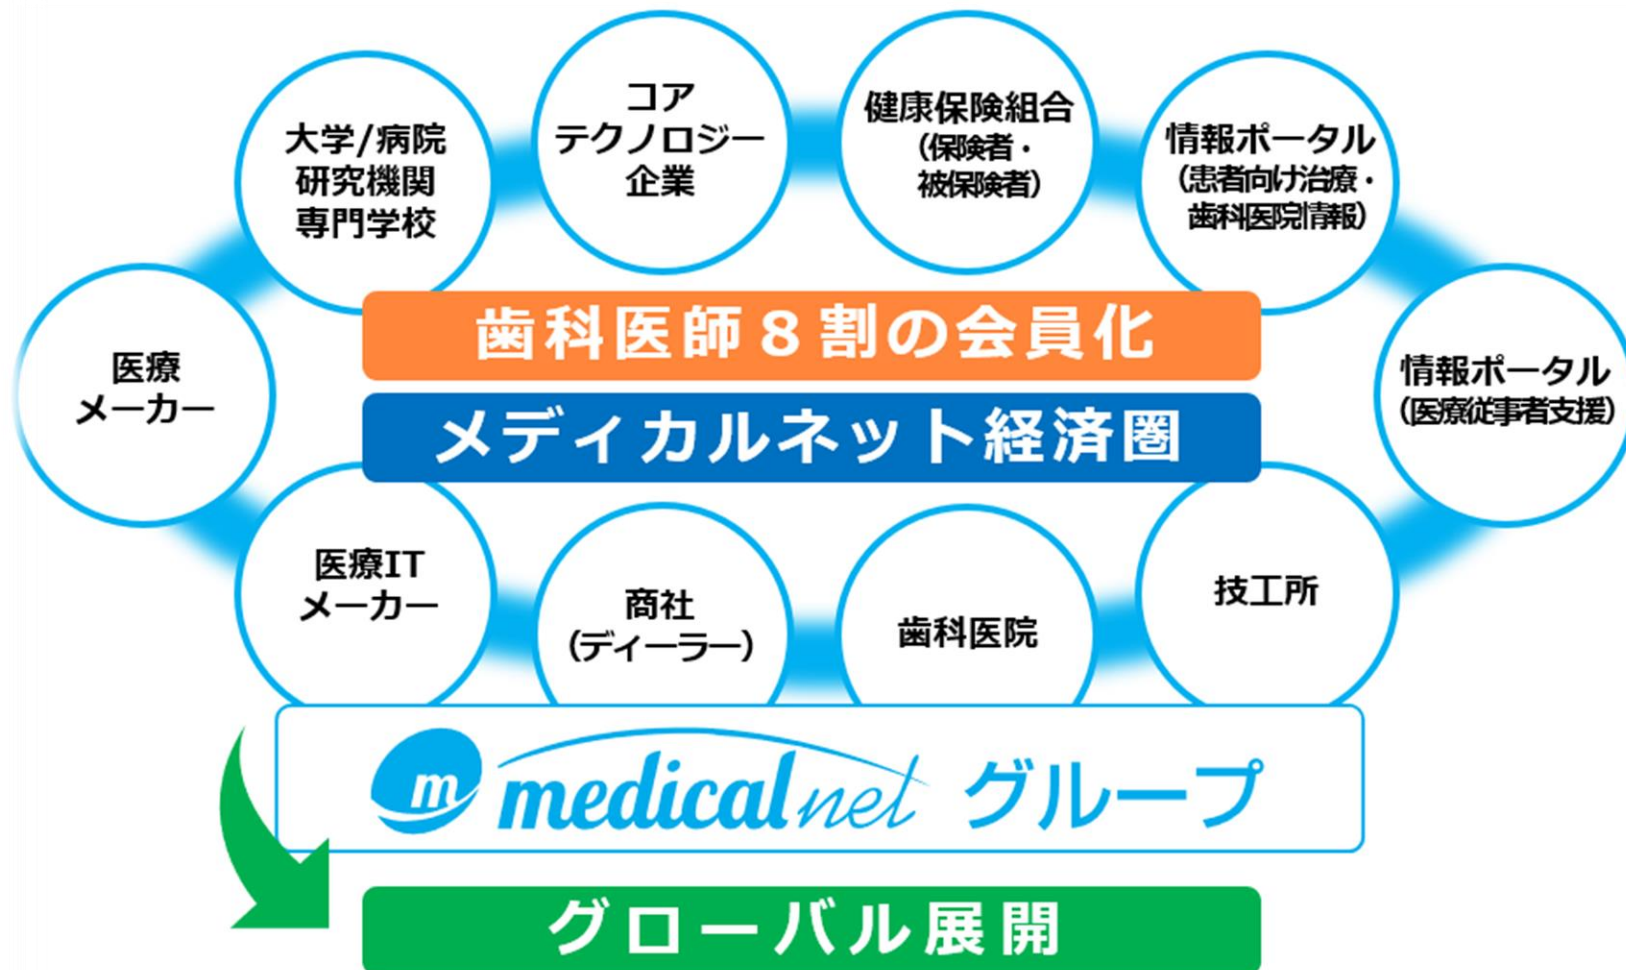 コア
テクノロジー
企業
健康保険組合
（保険者・
被保険者）
大学/病院
研究機関
専門学校
情報ポータル
（患者向け治療・
歯科医院情報）
歯科医師８割の会員化
医療
メーカー
情報ポータル
（医療従事者支援）
メディカルネット経済圏
医療IT
メーカー
商社
（ディーラー）
歯科医院
技工所
m medicalnet グループ
グローバル展開